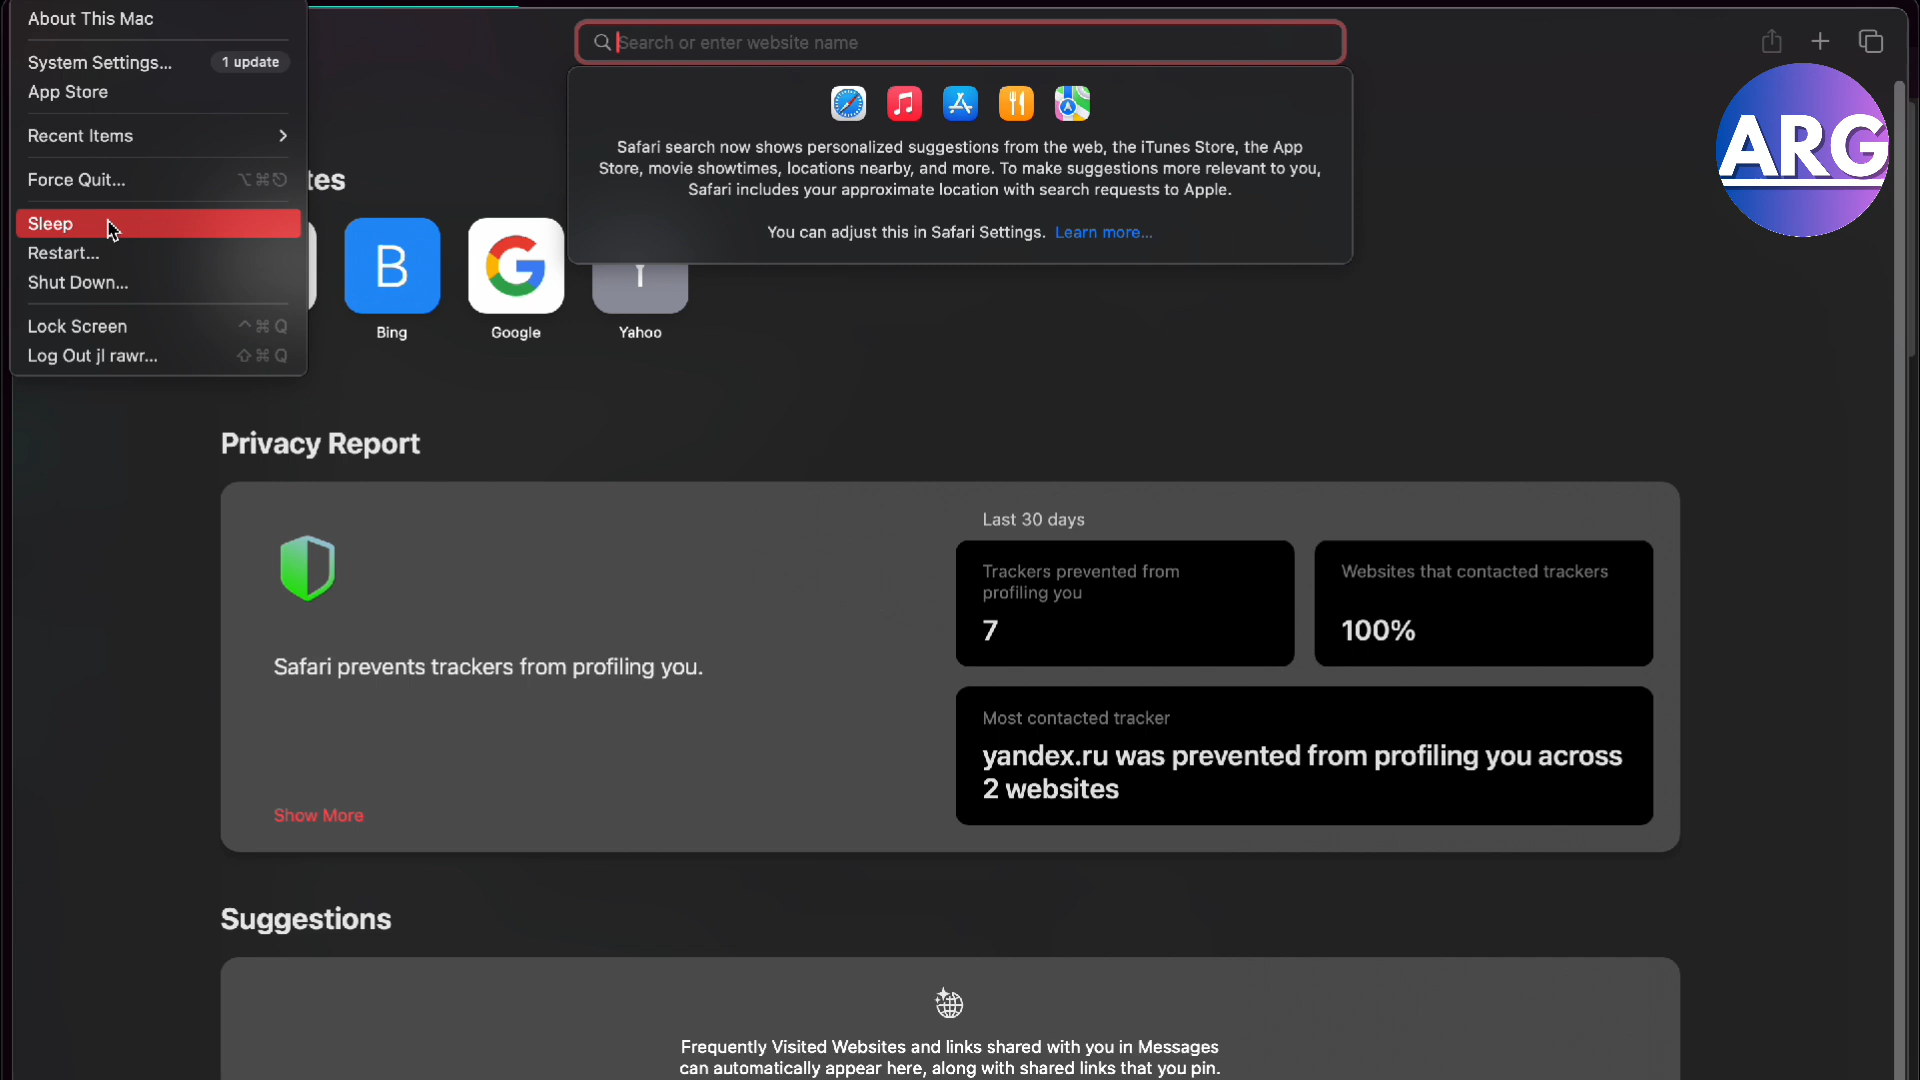 About This Mac
System Settings...
1 update
App Store
Recent Items
Force Quit...
⌥⌘⎋
Sleep
Restart...
Shut Down...
Lock Screen
^⌘Q
Log Out jl rawr...
⇧⌘Q
Search or enter website name
Safari search now shows personalized suggestions from the web, the iTunes Store, the App
Store, movie showtimes, locations nearby, and more. To make suggestions more relevant to you,
Safari includes your approximate location with search requests to Apple.
You can adjust this in Safari Settings. Learn more...
ARG
tes
B
G
Bing
Google
Yahoo
Privacy Report
Last 30 days
Trackers prevented from
profiling you
7
Websites that contacted trackers
100%
Safari prevents trackers from profiling you.
Most contacted tracker
yandex.ru was prevented from profiling you across
2 websites
Show More
Suggestions
Frequently Visited Websites and links shared with you in Messages
can automatically appear here, along with shared links that you pin.